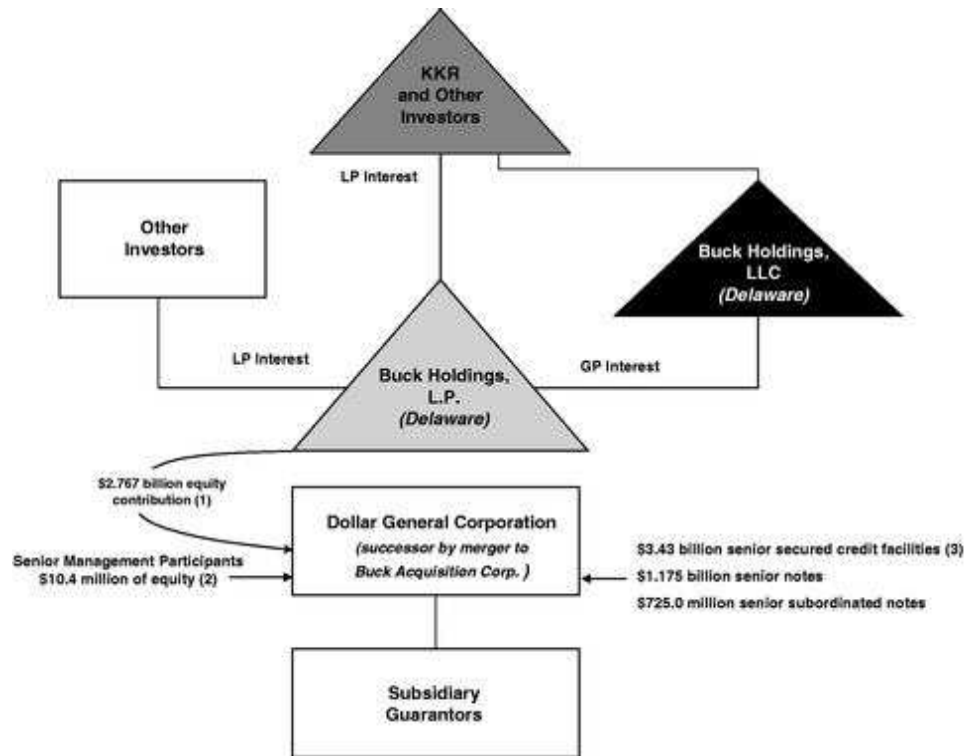 KKR
and Other
Investors
LP Interest
Other
Investors
Buck Holdings,
LLC
(Delaware)
LP Interest
GP Interest
Buck Holdings,
L.P.
(Delaware)
$2.767 billion equity
contribution (1)
Dollar General Corporation
(successor by merger to
Buck Acquisition Corp. )
Senior Management Participants
$10.4 million of equity (2)
$3.43 billion senior secured credit facilities (3)
$1.175 billion senior notes
$725.0 million senior subordinated notes
Subsidiary
Guarantors